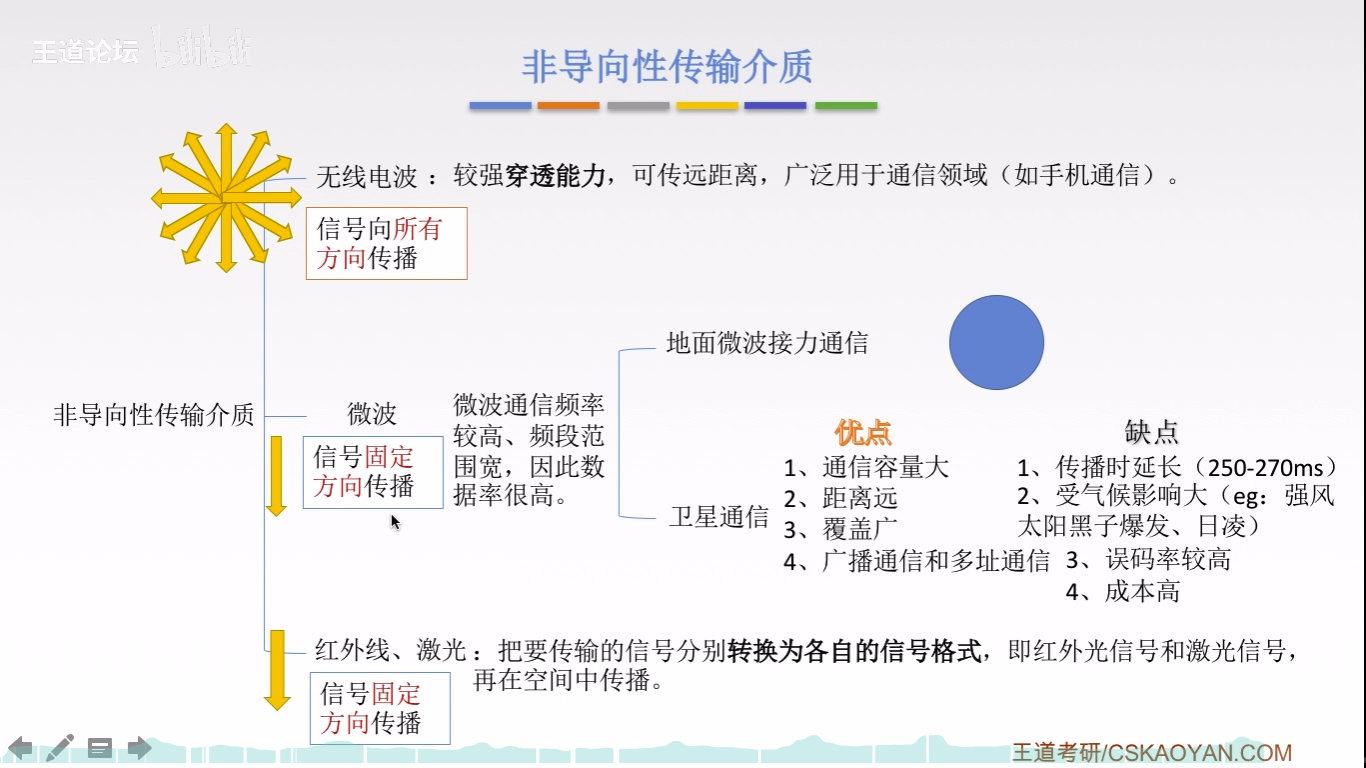 王道论坛 bilibili
非导向性传输介质
无线电波 ：较强穿透能力，可传远距离，广泛用于通信领域（如手机通信）。
信号向所有
方向传播
地面微波接力通信
非导向性传输介质
微波
微波通信频率
较高、频段范
围宽，因此数
据率很高。
信号固定
方向传播
卫星通信
优点
1、通信容量大
2、距离远
3、覆盖广
4、广播通信和多址通信
缺点
1、传播时延长（250-270ms）
2、受气候影响大（eg：强风
太阳黑子爆发、日凌）
3、误码率较高
4、成本高
红外线、激光：把要传输的信号分别转换为各自的信号格式，即红外光信号和激光信号，
再在空间中传播。
信号固定
方向传播
王道考研/CSKAOYAN.COM